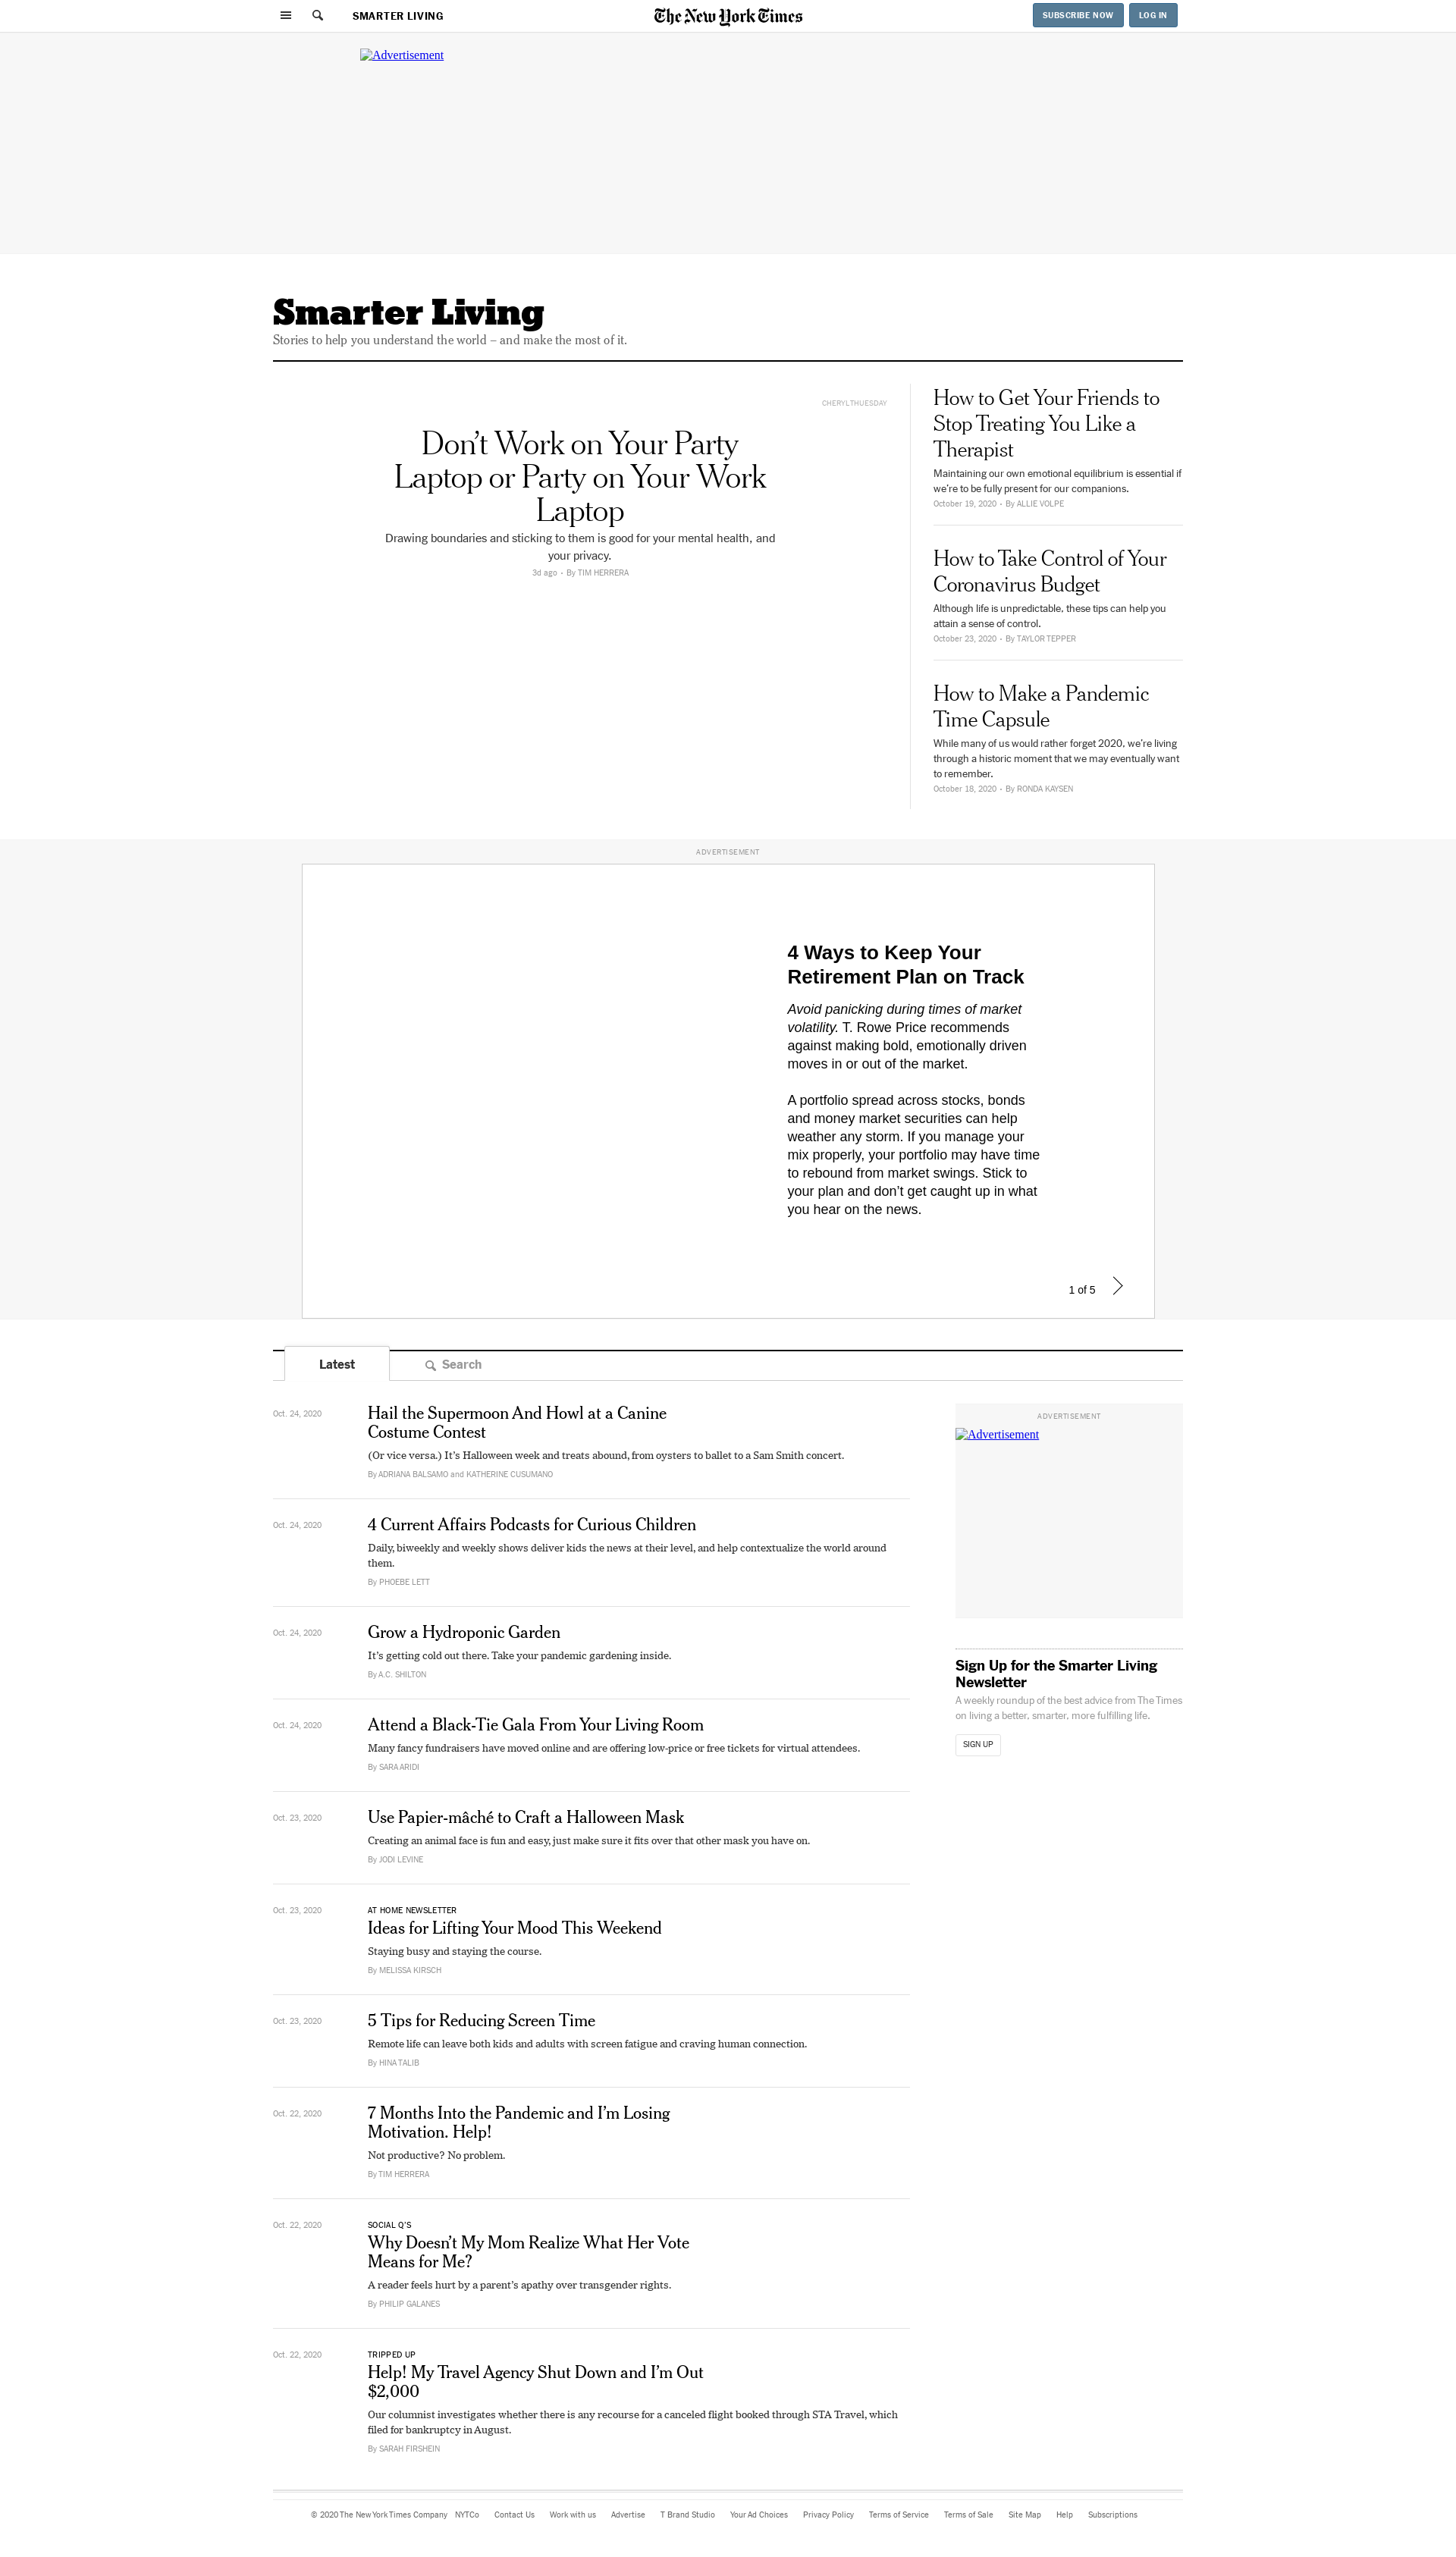 SMARTER LIVING
The New York Times
SUBSCRIBE NOW
LOG IN
Advertisement
Smarter Living
Stories to help you understand the world – and make the most of it.
CHERYL THUESDAY
Don’t Work on Your Party
Laptop or Party on Your Work
Laptop
Drawing boundaries and sticking to them is good for your mental health, and
your privacy.
3d ago • By TIM HERRERA
How to Get Your Friends to
Stop Treating You Like a
Therapist
Maintaining our own emotional equilibrium is essential if
we’re to be fully present for our companions.
October 19, 2020 • By ALLIE VOLPE
How to Take Control of Your
Coronavirus Budget
Although life is unpredictable, these tips can help you
attain a sense of control.
October 23, 2020 • By TAYLOR TEPPER
How to Make a Pandemic
Time Capsule
While many of us would rather forget 2020, we’re living
through a historic moment that we may eventually want
to remember.
October 18, 2020 • By RONDA KAYSEN
ADVERTISEMENT
4 Ways to Keep Your
Retirement Plan on Track
Avoid panicking during times of market
volatility. T. Rowe Price recommends
against making bold, emotionally driven
moves in or out of the market.
A portfolio spread across stocks, bonds
and money market securities can help
weather any storm. If you manage your
mix properly, your portfolio may have time
to rebound from market swings. Stick to
your plan and don’t get caught up in what
you hear on the news.
1 of 5
Latest
Search
Oct. 24, 2020
Hail the Supermoon And Howl at a Canine
Costume Contest
(Or vice versa.) It’s Halloween week and treats abound, from oysters to ballet to a Sam Smith concert.
By ADRIANA BALSAMO and KATHERINE CUSUMANO
Oct. 24, 2020
4 Current Affairs Podcasts for Curious Children
Daily, biweekly and weekly shows deliver kids the news at their level, and help contextualize the world around
them.
By PHOEBE LETT
Oct. 24, 2020
Grow a Hydroponic Garden
It’s getting cold out there. Take your pandemic gardening inside.
By A.C. SHILTON
Oct. 24, 2020
Attend a Black-Tie Gala From Your Living Room
Many fancy fundraisers have moved online and are offering low-price or free tickets for virtual attendees.
By SARA ARIDI
Oct. 23, 2020
Use Papier-mâché to Craft a Halloween Mask
Creating an animal face is fun and easy, just make sure it fits over that other mask you have on.
By JODI LEVINE
Oct. 23, 2020
AT HOME NEWSLETTER
Ideas for Lifting Your Mood This Weekend
Staying busy and staying the course.
By MELISSA KIRSCH
Oct. 23, 2020
5 Tips for Reducing Screen Time
Remote life can leave both kids and adults with screen fatigue and craving human connection.
By HINA TALIB
Oct. 22, 2020
7 Months Into the Pandemic and I’m Losing
Motivation. Help!
Not productive? No problem.
By TIM HERRERA
Oct. 22, 2020
SOCIAL Q’S
Why Doesn’t My Mom Realize What Her Vote
Means for Me?
A reader feels hurt by a parent’s apathy over transgender rights.
By PHILIP GALANES
Oct. 22, 2020
TRIPPED UP
Help! My Travel Agency Shut Down and I’m Out
$2,000
Our columnist investigates whether there is any recourse for a canceled flight booked through STA Travel, which
filed for bankruptcy in August.
By SARAH FIRSHEIN
ADVERTISEMENT
Advertisement
Sign Up for the Smarter Living
Newsletter
A weekly roundup of the best advice from The Times
on living a better, smarter, more fulfilling life.
SIGN UP
© 2020 The New York Times Company NYTCo Contact Us Work with us Advertise T Brand Studio Your Ad Choices Privacy Policy Terms of Service Terms of Sale Site Map Help Subscriptions